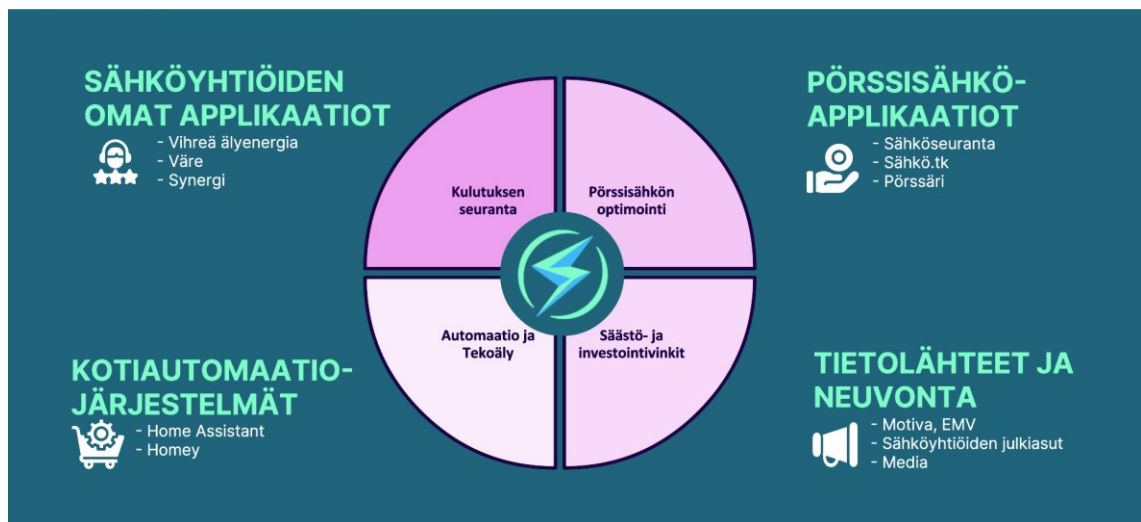 SÄHKÖYHTIÖIDEN
OMAT APPLIKAATIOT
- Vihreä älyenergia
- Väre
- Synergi
PÖRSSISÄHKÖ-
APPLIKAATIOT
- Sähköseuranta
- Sähkö.tk
- Pörssäri
Kulutuksen
seuranta
Pörssisähkön
optimointi
Automaatio ja
Tekoäly
Säästö- ja
investointivinkit
KOTIAUTOMAATIO-
JÄRJESTELMÄT
- Home Assistant
- Homey
TIETOLÄHTEET JA
NEUVONTA
- Motiva, EMV
- Sähköyhtiöiden julkiasut
- Media